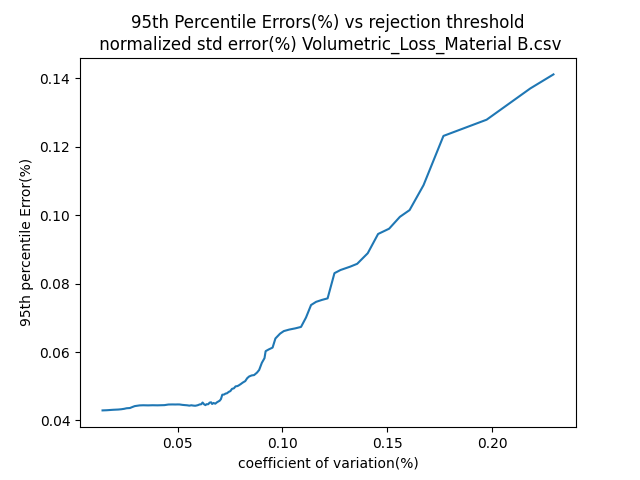 95th Percentile Errors(%) vs rejection threshold
normalized std error(%) Volumetric_Loss_Material B.csv
0.14
0.12
0.10
0.08
0.06
0.04
95th percentile Error(%)
0.05 0.10 0.15 0.20
coefficient of variation(%)